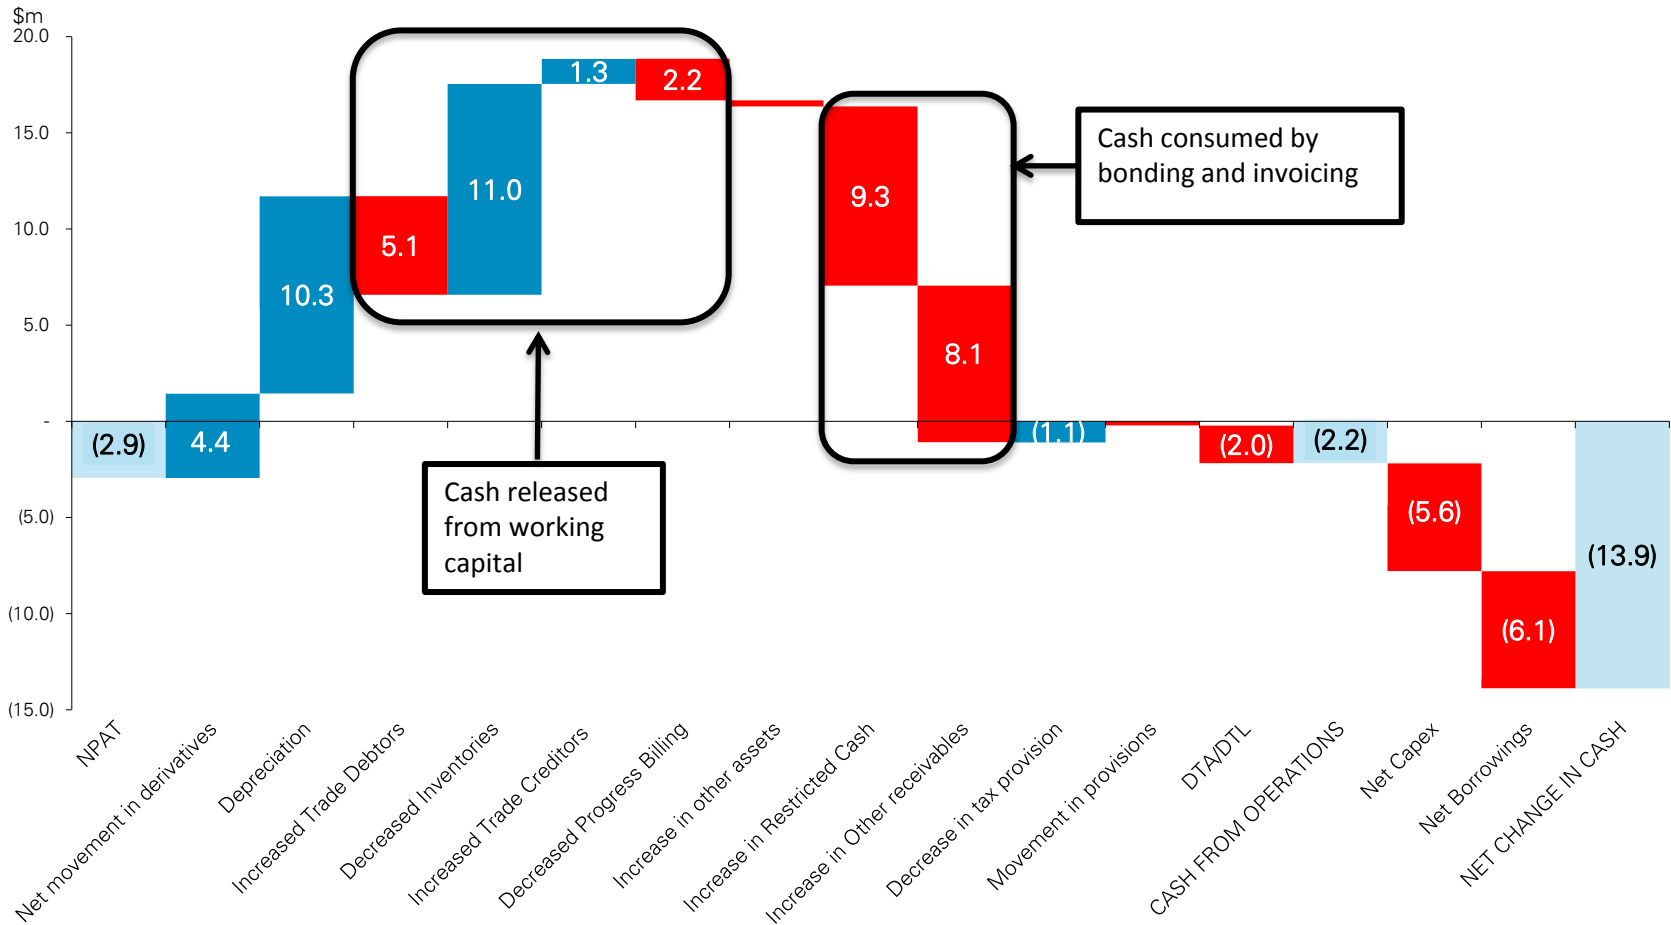 $m
20.0
15.0
10.0
5.0
-
(5.0)
(10.0)
(15.0)
(2.9)
4.4
10.3
5.1
11.0
1.3
2.2
9.3
8.1
(1.1)
(2.0)
(2.2)
(5.6)
(6.1)
(13.9)
Cash released
from working
capital
Cash consumed by
bonding and invoicing
NPAT
Net movement in derivatives
Depreciation
Increased Trade Debtors
Decreased Inventories
Increased Trade Creditors
Decreased Progress Billing
Increase in other assets
Increase in Restricted Cash
Increase in Other receivables
Decrease in tax provision
Movement in provisions
DTA/DTL
CASH FROM OPERATIONS
Net Capex
Net Borrowings
NET CHANGE IN CASH